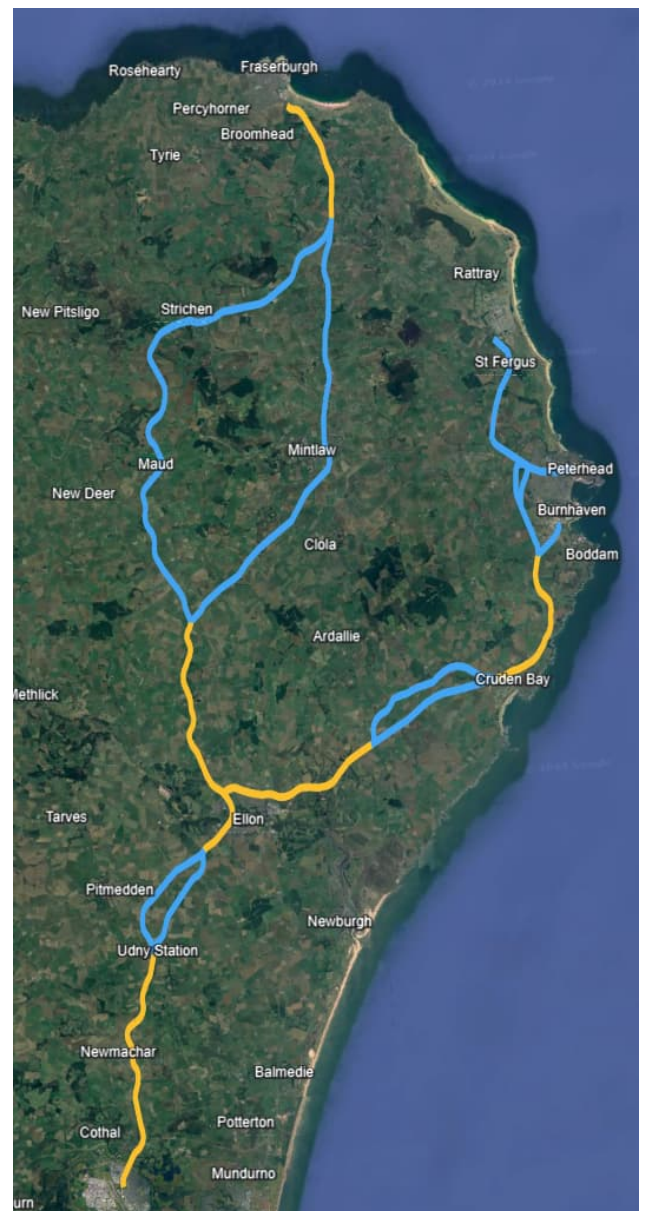 Rosehearty
Fraserburgh
Percyhorner
Broomhead
Tyrie
Rattray
New Pitsligo
Strichen
St Fergus
Mintlaw
Maud
Peterhead
New Deer
Burnhaven
Clola
Boddam
Ardallie
Cruden Bay
Methlick
Tarves
Ellon
Pitmedden
Newburgh
Udny Station
Newmachar
Balmedie
Potterton
Cothal
Mundurno
urn